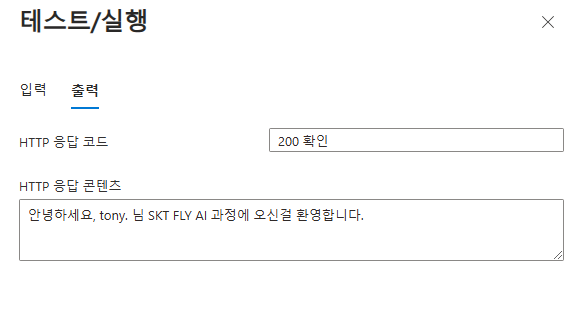 테스트/실행
입력
출력
HTTP 응답 코드
200 확인
HTTP 응답 콘텐츠
안녕하세요, tony. 님 SKT FLY AI 과정에 오신걸 환영합니다.